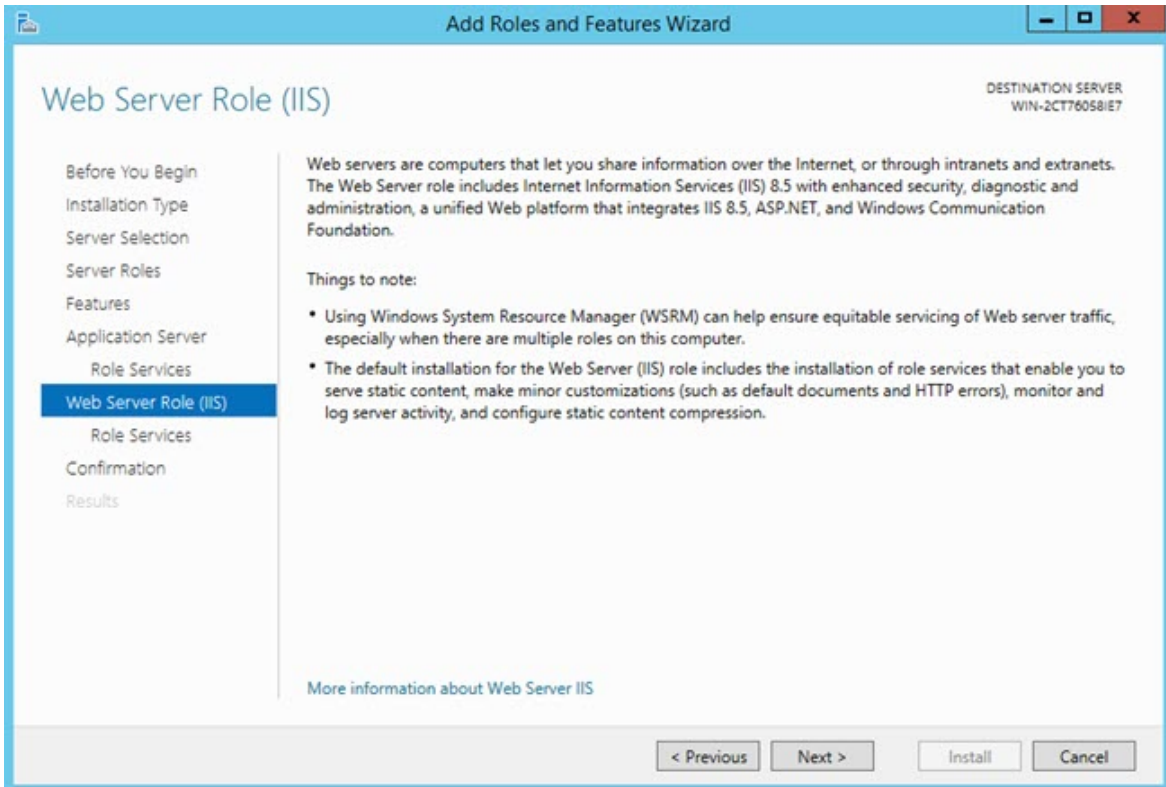 Add Roles and Features Wizard
Web Server Role (IIS)
DESTINATION SERVER
WIN-2CT76058IE7
Before You Begin
Installation Type
Server Selection
Server Roles
Features
Application Server
Role Services
Web Server Role (IIS)
Role Services
Confirmation
Results
Web servers are computers that let you share information over the Internet, or through intranets and extranets.
The Web Server role includes Internet Information Services (IIS) 8.5 with enhanced security, diagnostic and
administration, a unified Web platform that integrates IIS 8.5, ASP.NET, and Windows Communication
Foundation.
Things to note:
• Using Windows System Resource Manager (WSRM) can help ensure equitable servicing of Web server traffic,
especially when there are multiple roles on this computer.
• The default installation for the Web Server (IIS) role includes the installation of role services that enable you to
serve static content, make minor customizations (such as default documents and HTTP errors), monitor and
log server activity, and configure static content compression.
More information about Web Server IIS
< Previous
Next >
Install
Cancel